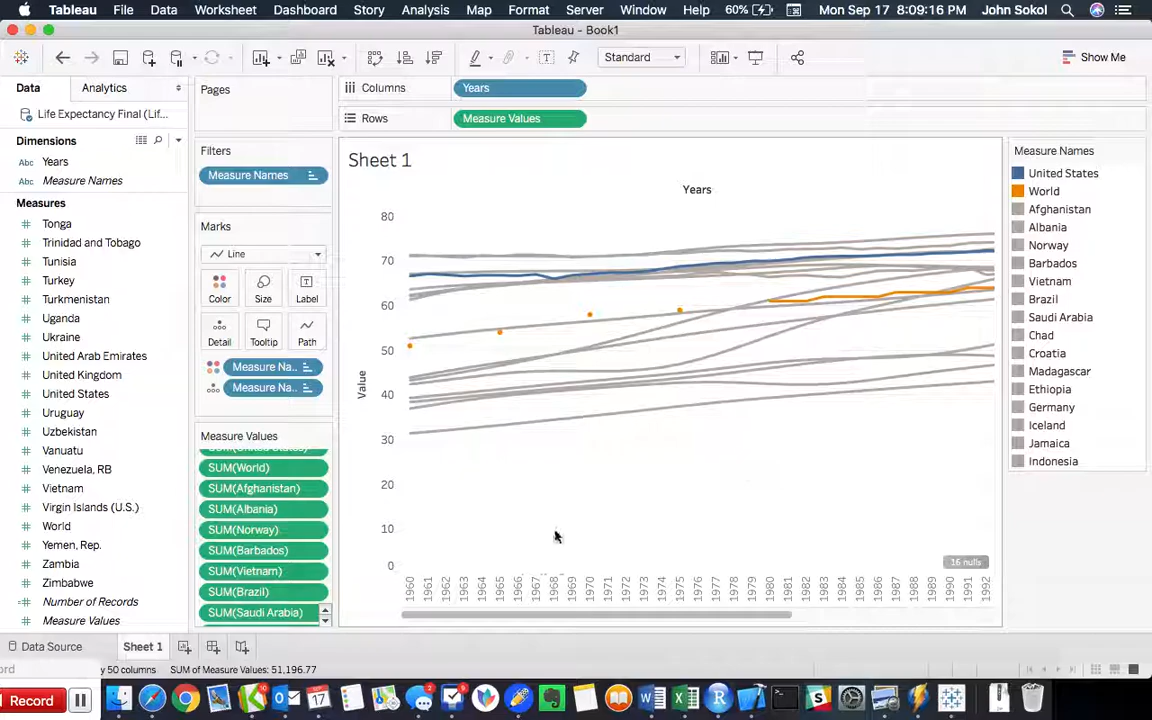 Tableau File Data Worksheet Dashboard Story Analysis Map Format Server Window Help 60% Mon Sep 17 8:09:16 PM John Sokol
Tableau - Book1
Standard Show Me
Data Analytics
Life Expectancy Final (Lif...
Dimensions
Abc Years
Abc Measure Names
Measures
Tonga
Trinidad and Tobago
Tunisia
Turkey
Turkmenistan
Uganda
Ukraine
United Arab Emirates
United Kingdom
United States
Uruguay
Uzbekistan
Vanuatu
Venezuela, RB
Vietnam
Virgin Islands (U.S.)
World
Yemen, Rep.
Zambia
Zimbabwe
Number of Records
Measure Values
Pages
Filters
Measure Names
Marks
Line
Color Size Label
Detail Tooltip Path
Measure Na..
Measure Na..
Measure Values
SUM(United States)
SUM(World)
SUM(Afghanistan)
SUM(Albania)
SUM(Norway)
SUM(Barbados)
SUM(Vietnam)
SUM(Brazil)
SUM(Saudi Arabia)
Columns Years
Rows Measure Values
Sheet 1
Years
80
70
60
50
40
30
20
10
0
Value
1960 1961 1962 1963 1964 1965 1966 1967 1968 1969 1970 1971 1972 1973 1974 1975 1976 1977 1978 1979 1980 1981 1982 1983 1984 1985 1986 1987 1988 1989 1990 1991 1992
16 nulls
Measure Names
United States
World
Afghanistan
Albania
Norway
Barbados
Vietnam
Brazil
Saudi Arabia
Chad
Croatia
Madagascar
Ethiopia
Germany
Iceland
Jamaica
Indonesia
Data Source Sheet 1
by 50 columns SUM of Measure Values: 51,196.77
Record